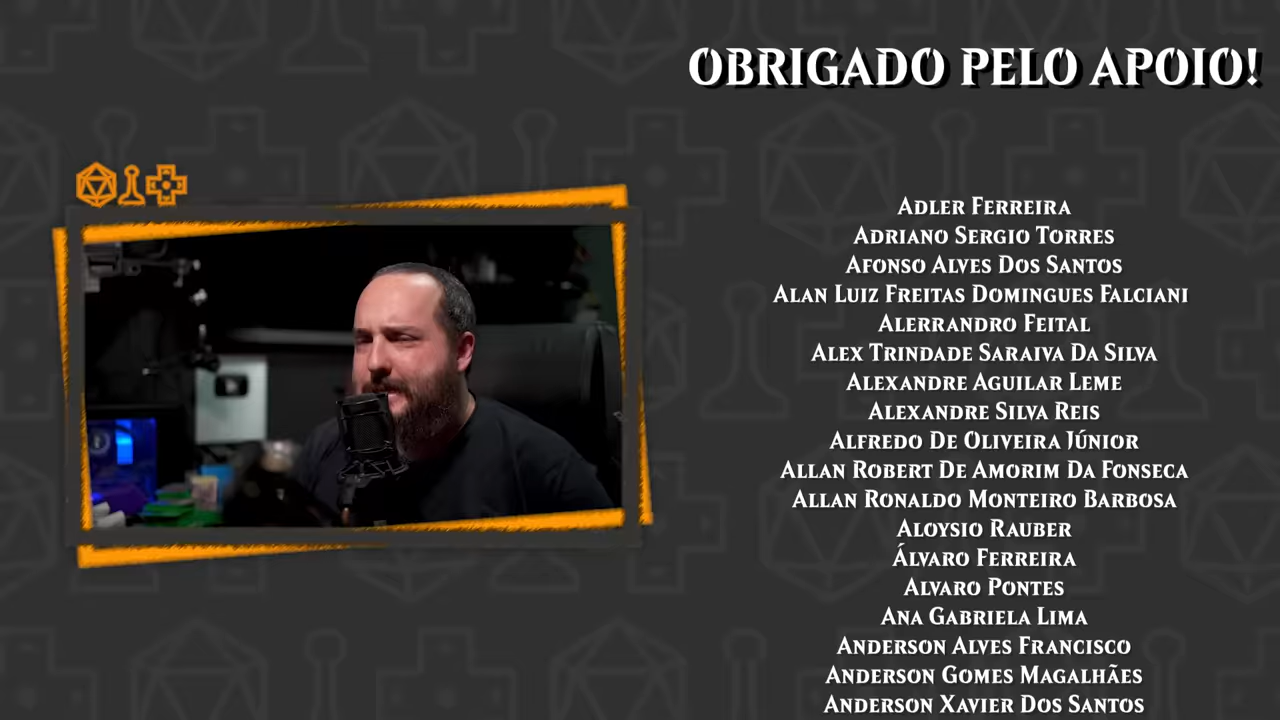 OBRIGADO PELO APOIO!
ADLER FERREIRA
ADRIANO SERGIO TORRES
AFONSO ALVES DOS SANTOS
ALAN LUIZ FREITAS DOMINGUES FALCIANI
ALERRANDRO FEITAL
ALEX TRINDADE SARAIVA DA SILVA
ALEXANDRE AGUILAR LEME
ALEXANDRE SILVA REIS
ALFREDO DE OLIVEIRA JÚNIOR
ALLAN ROBERT DE AMORIM DA FONSECA
ALLAN RONALDO MONTEIRO BARBOSA
ALOYSIO RAUBER
ÁLVARO FERREIRA
ALVARO PONTES
ANA GABRIELA LIMA
ANDERSON ALVES FRANCISCO
ANDERSON GOMES MAGALHÃES
ANDERSON XAVIER DOS SANTOS